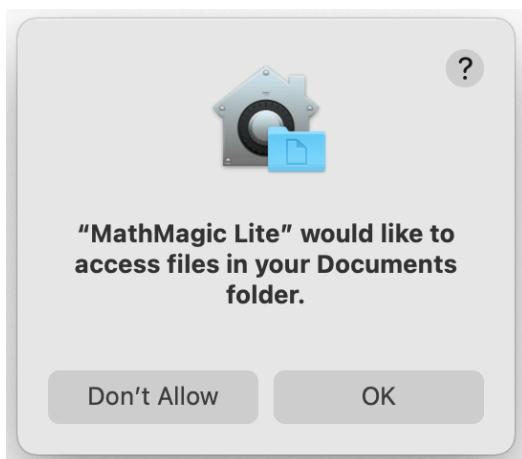 ?
“MathMagic Lite” would like to
access files in your Documents
folder.
Don’t Allow
OK